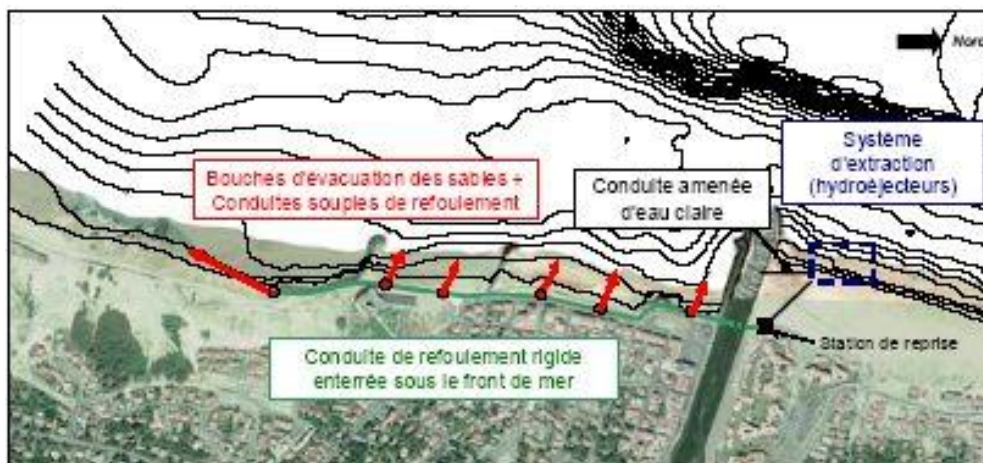 Nord
Système
d'extraction
(hydroéjecteurs)
Bouches d'évacuation des sables +
Conduites souples de refoulement
Conduite amenée
d'eau claire
Station de reprise
Conduite de refoulement rigide
enterrée sous le front de mer